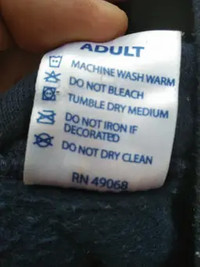 ADULT
MACHINE WASH WARM
DO NOT BLEACH
TUMBLE DRY MEDIUM
DO NOT IRON IF
DECORATED
DO NOT DRY CLEAN
RN 49068